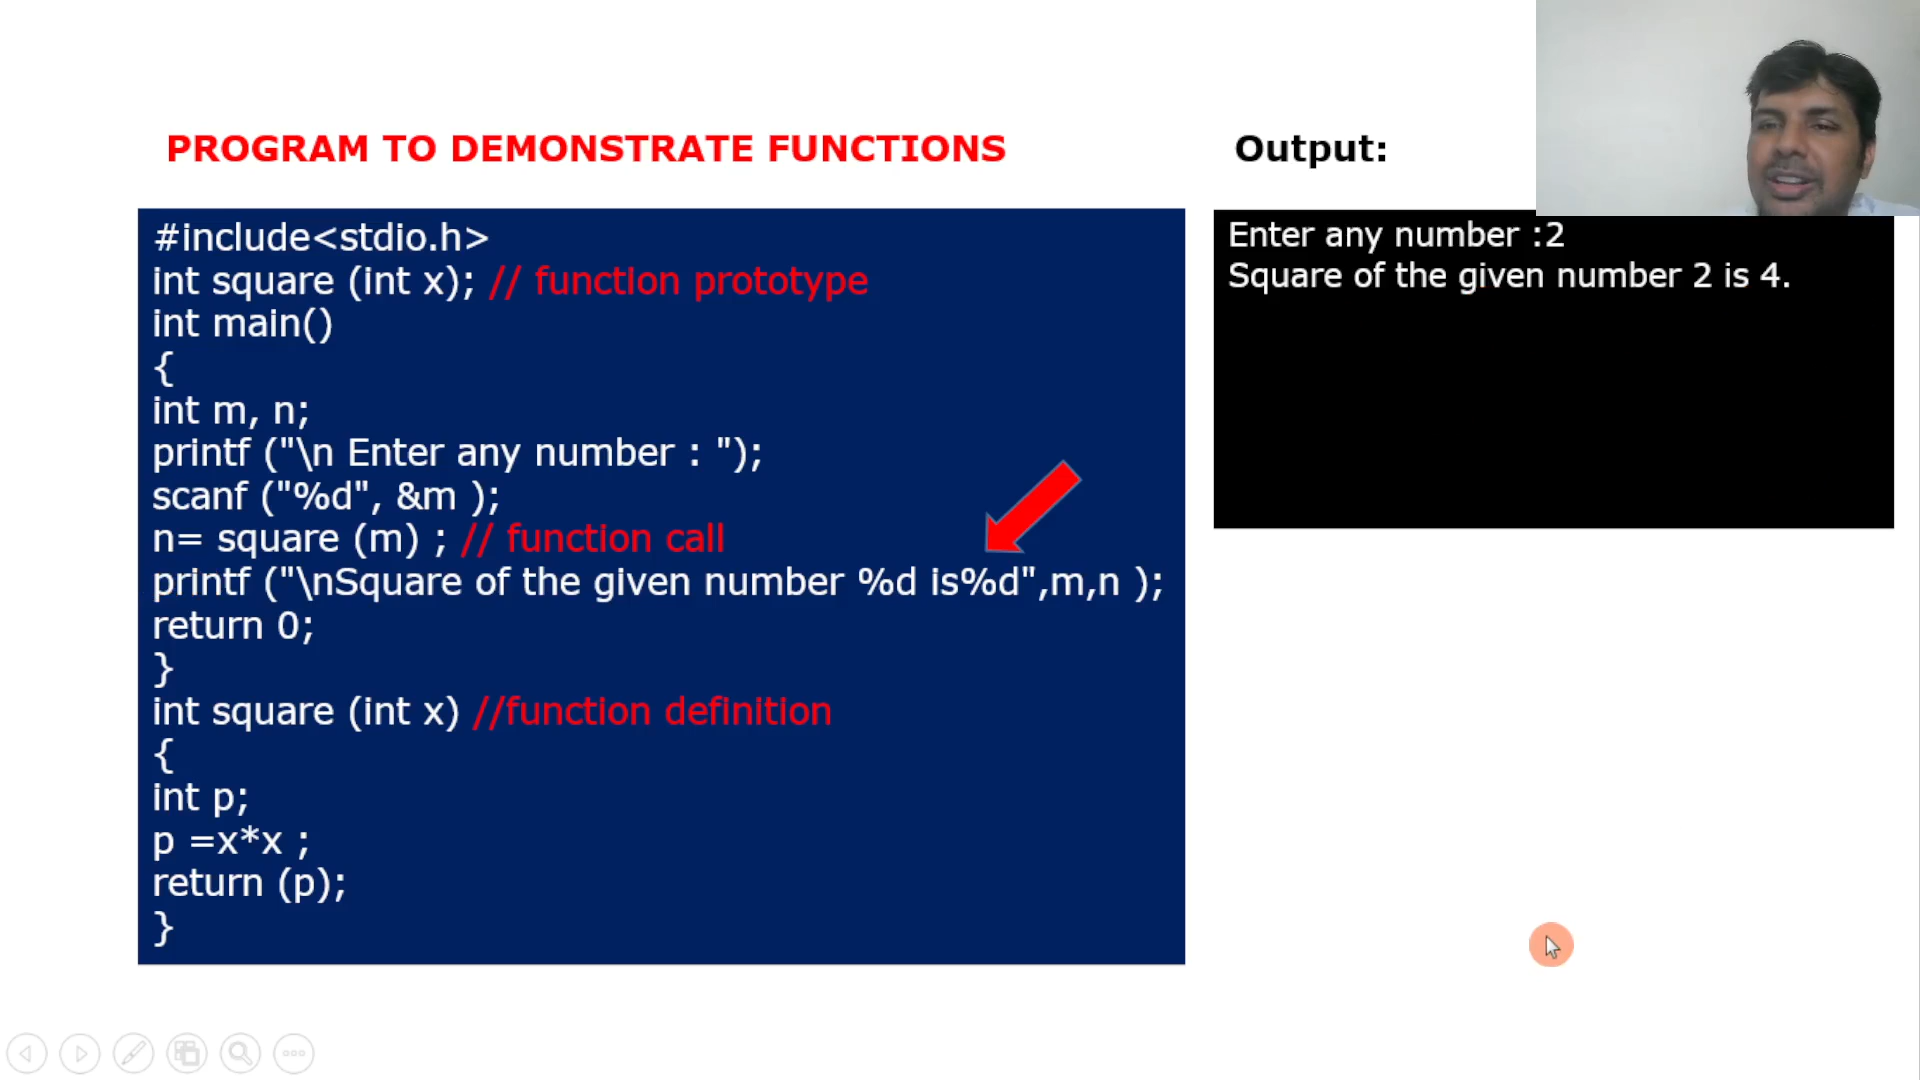 PROGRAM TO DEMONSTRATE FUNCTIONS
#include<stdio.h>
int square (int x); // function prototype
int main()
{
int m, n;
printf ("\n Enter any number : ");
scanf ("%d", &m );
n= square (m) ; // function call
printf ("\nSquare of the given number %d is%d",m,n );
return 0;
}
int square (int x) //function definition
{
int p;
p =x*x ;
return (p);
}
Output:
Enter any number :2
Square of the given number 2 is 4.